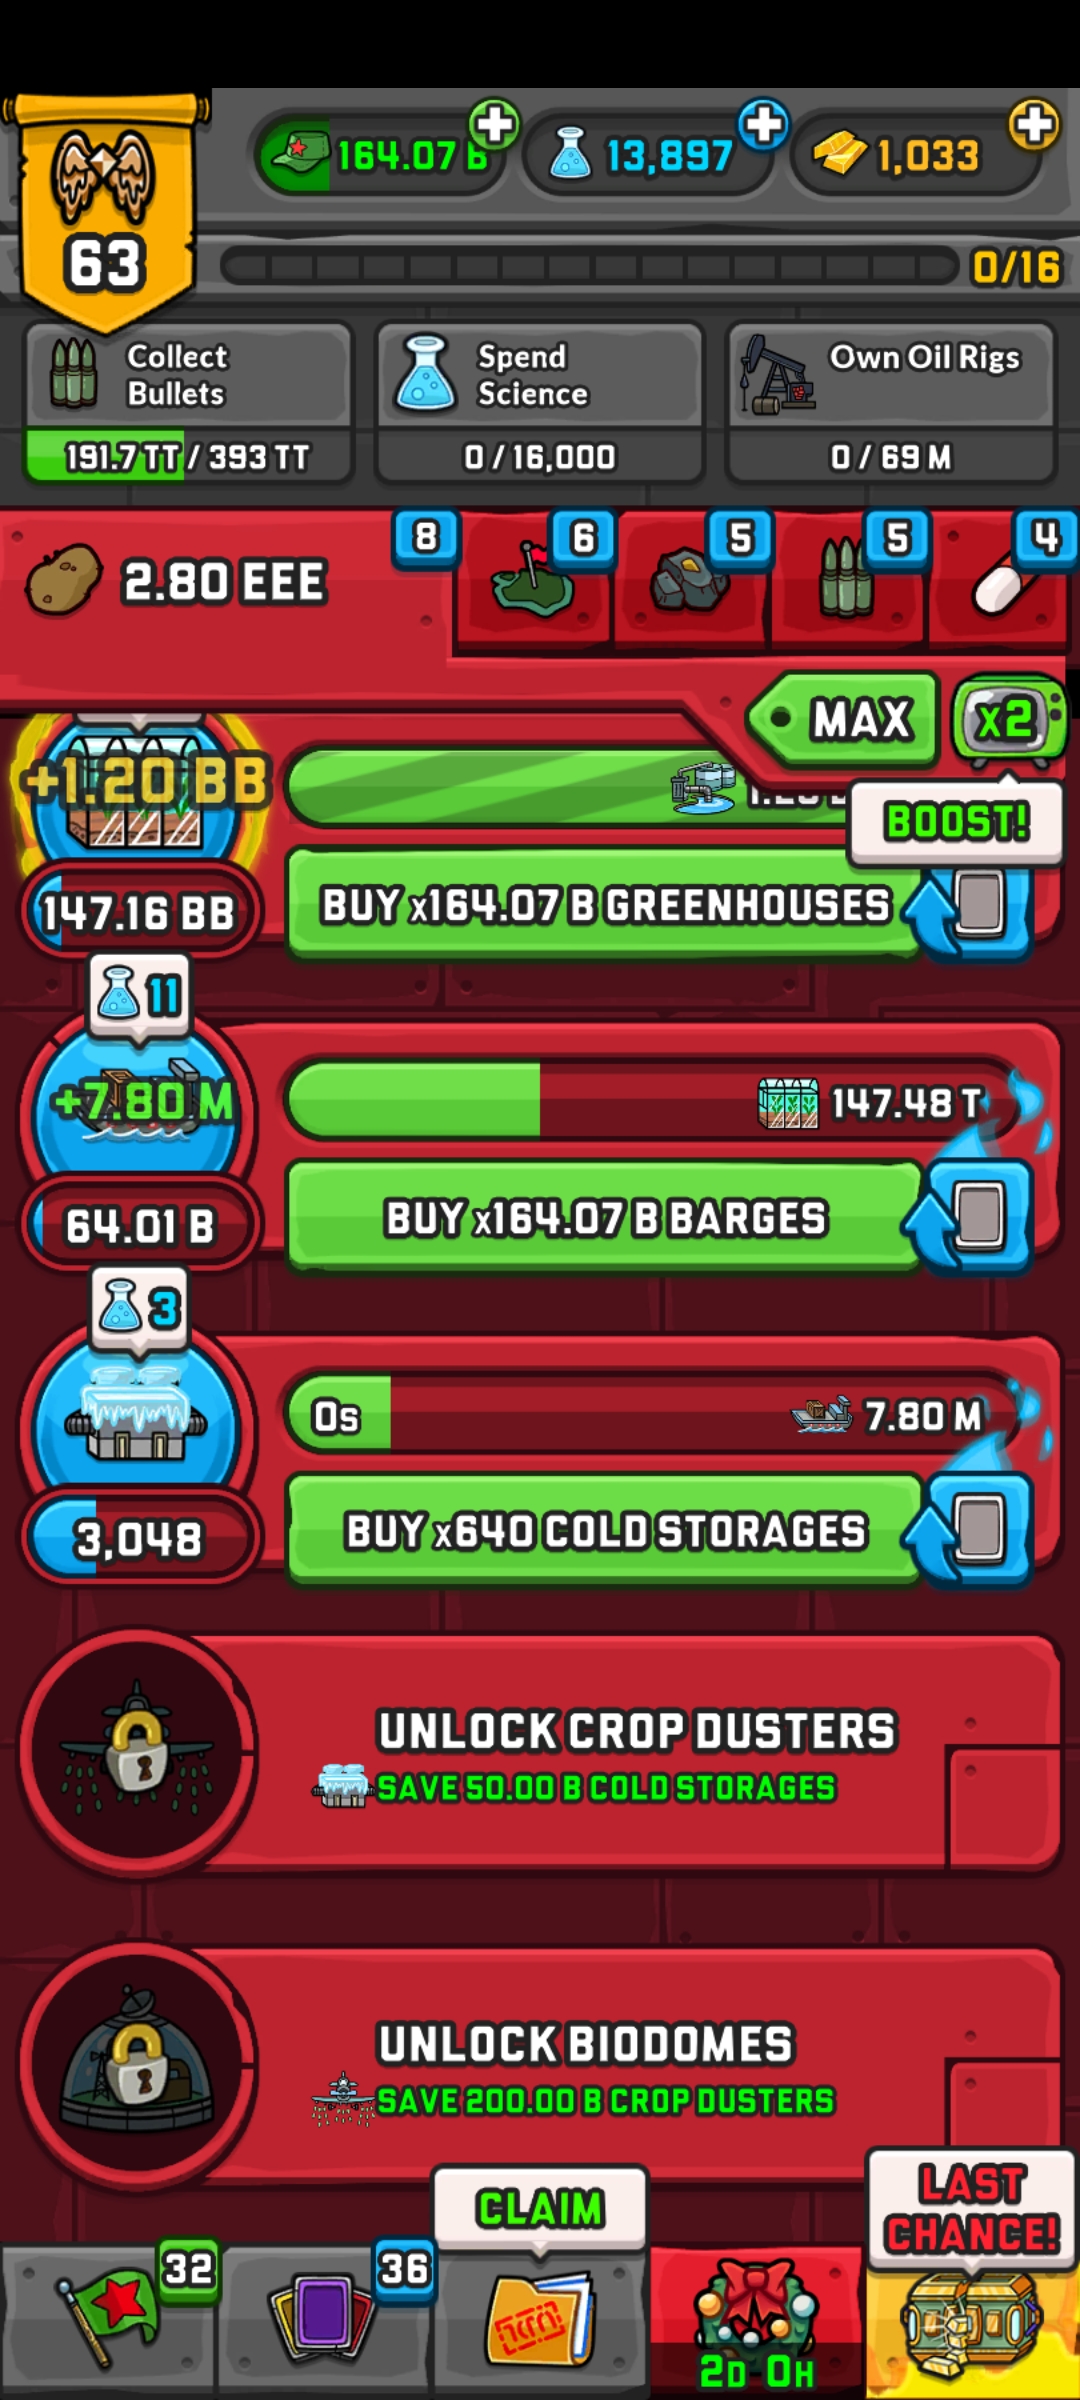 164.07 B
13,897
1,033
63
0/16
Collect
Bullets
191.7 TT / 393 TT
Spend
Science
0 / 16,000
Own Oil Rigs
0 / 69 M
2.80 EEE
8
6
5
5
4
MAX
x2
BOOST!
+1.20 BB
147.16 BB
BUY x164.07 B GREENHOUSES
11
+7.80 M
147.48 T
64.01 B
BUY x164.07 B BARGES
3
0s
7.80 M
3,048
BUY x640 COLD STORAGES
UNLOCK CROP DUSTERS
SAVE 50.00 B COLD STORAGES
UNLOCK BIODOMES
SAVE 200.00 B CROP DUSTERS
CLAIM
LAST
CHANCE!
32
36
2D 0H